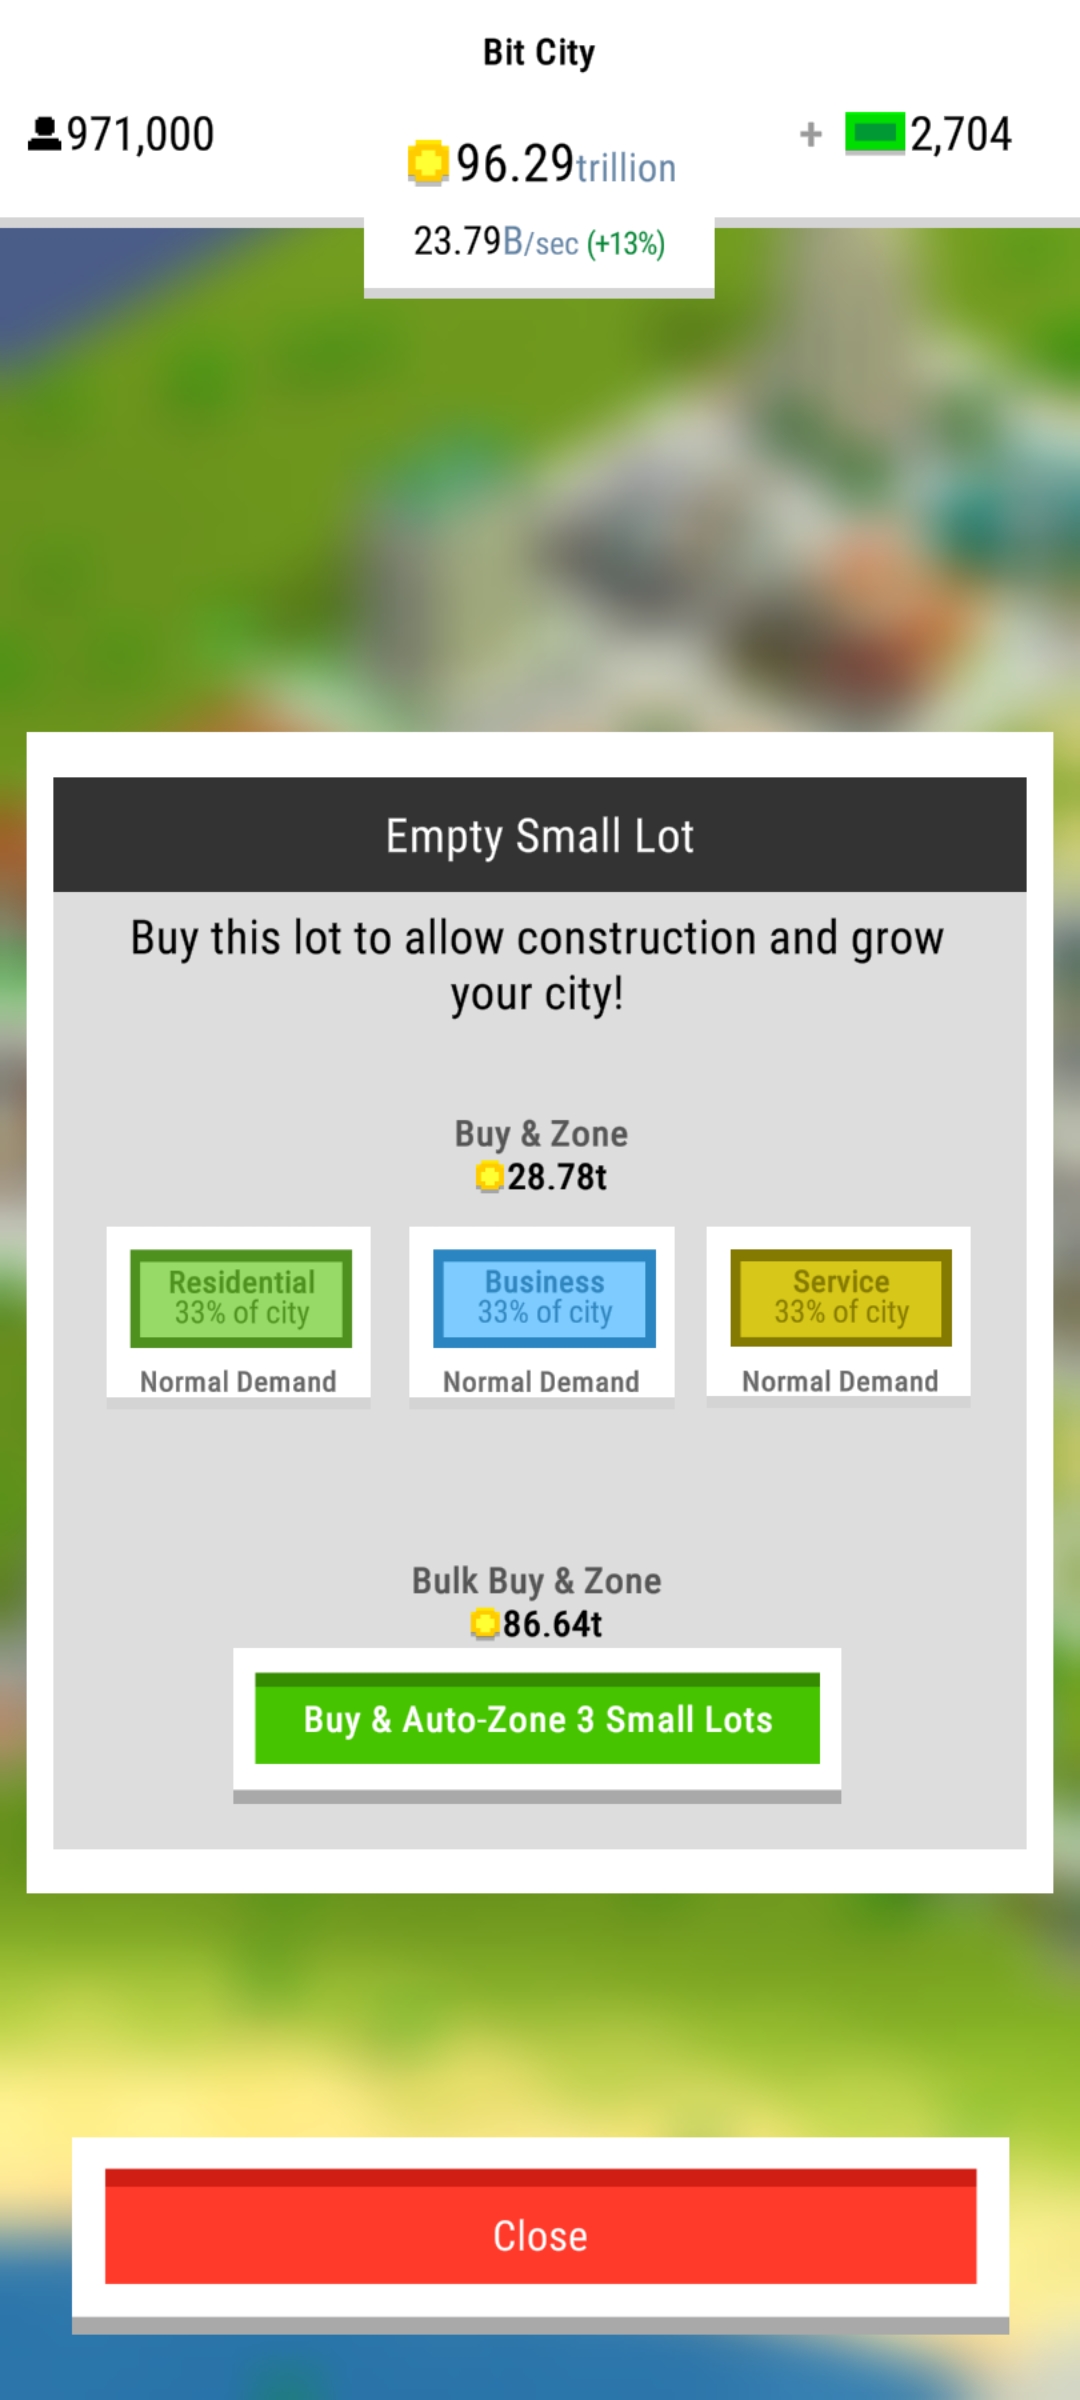 Bit City
971,000
96.29trillion
+ 2,704
23.79B/sec (+13%)
Empty Small Lot
Buy this lot to allow construction and grow
your city!
Buy & Zone
28.78t
Residential
33% of city
Normal Demand
Business
33% of city
Normal Demand
Service
33% of city
Normal Demand
Bulk Buy & Zone
86.64t
Buy & Auto-Zone 3 Small Lots
Close